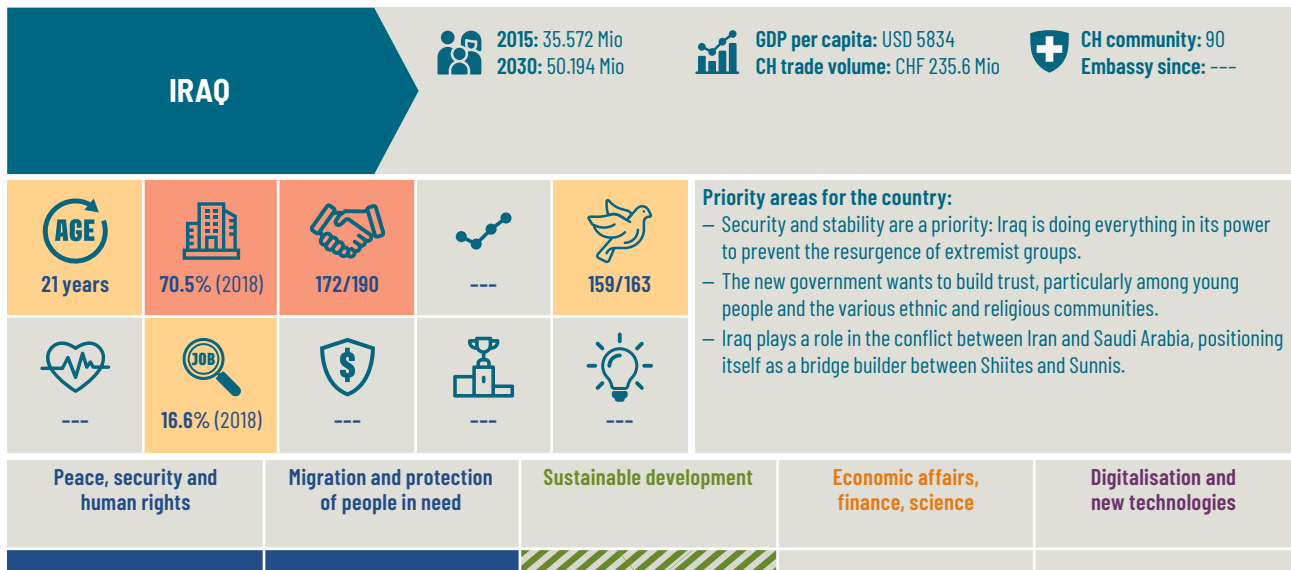 IRAQ
2015: 35.572 Mio
2030: 50.194 Mio
GDP per capita: USD 5834
CH trade volume: CHF 235.6 Mio
CH community: 90
Embassy since: –––
AGE
21 years
70.5% (2018)
172/190
–––
159/163
–––
JOB
16.6% (2018)
$
–––
–––
–––
Priority areas for the country:
– Security and stability are a priority: Iraq is doing everything in its power
to prevent the resurgence of extremist groups.
– The new government wants to build trust, particularly among young
people and the various ethnic and religious communities.
– Iraq plays a role in the conflict between Iran and Saudi Arabia, positioning
itself as a bridge builder between Shiites and Sunnis.
Peace, security and
human rights
Migration and protection
of people in need
Sustainable development
Economic affairs,
finance, science
Digitalisation and
new technologies